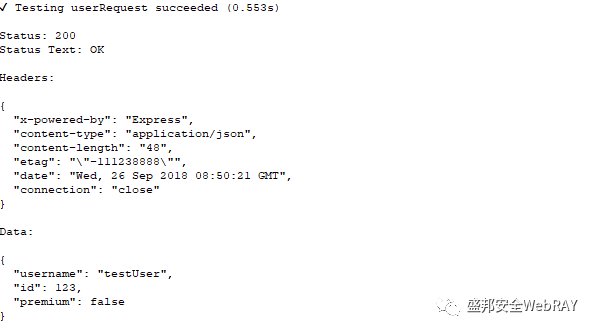 ✓ Testing userRequest succeeded (0.553s)
Status: 200
Status Text: OK
Headers:
{
  "x-powered-by": "Express",
  "content-type": "application/json",
  "content-length": "48",
  "etag": "\"-111238888\"",
  "date": "Wed, 26 Sep 2018 08:50:21 GMT",
  "connection": "close"
}
Data:
{
  "username": "testUser",
  "id": 123,
  "premium": false
}
盛邦安全WebRAY